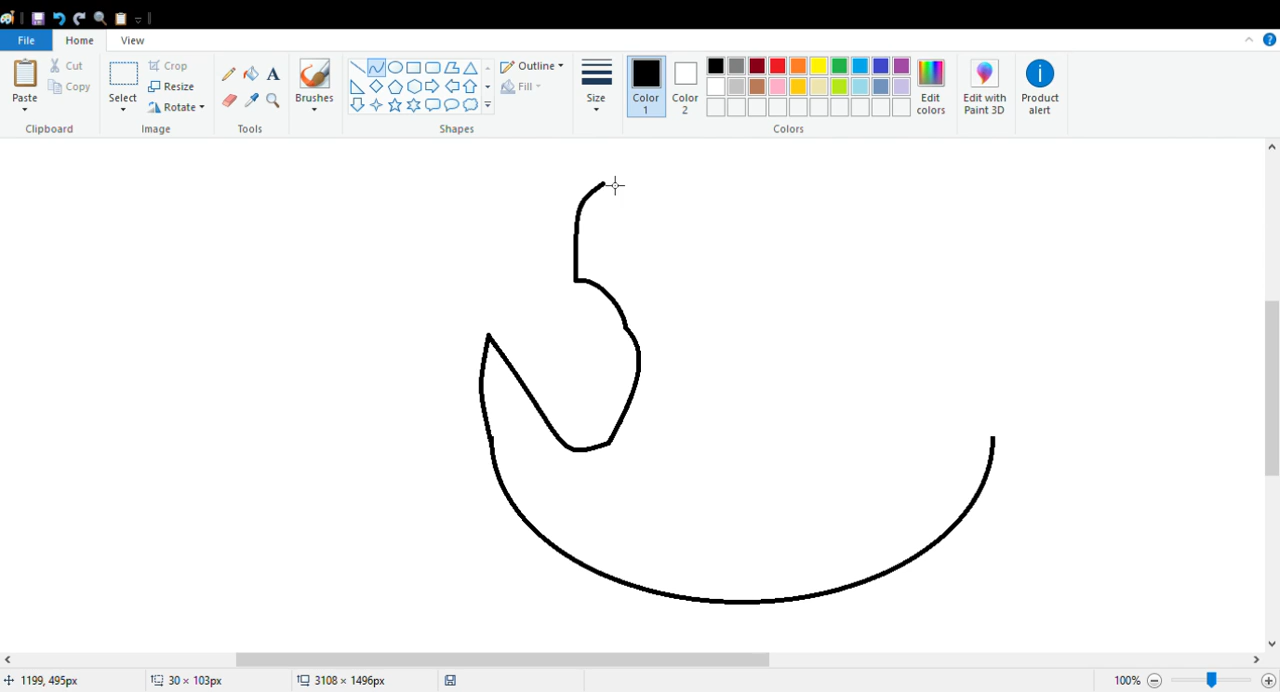 File Home View
Cut
Copy
Paste
Clipboard
Select
Crop
Resize
Rotate
Image
A
Tools
Brushes
Outline
Fill
Shapes
Size
Color
1
Color
2
Edit
colors
Colors
Edit with
Paint 3D
Product
alert
1199, 495px 30 × 103px 3108 × 1496px 100%